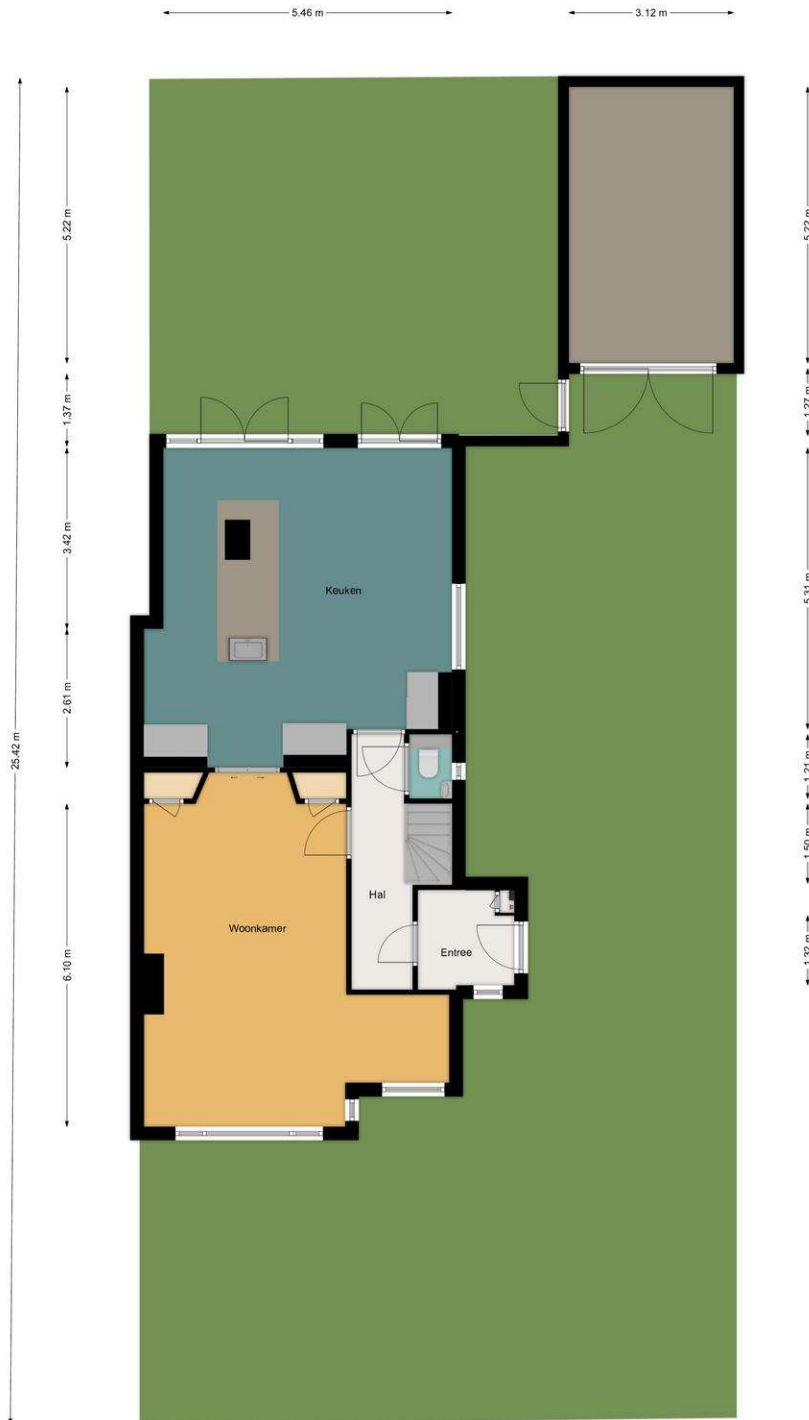 5.46 m
3.12 m
5.22 m
5.22 m
1.37 m
1.27 m
3.42 m
5.31 m
Keuken
2.61 m
25.42 m
1.21 m
1.50 m
Hal
Woonkamer
6.10 m
Entree
1.32 m